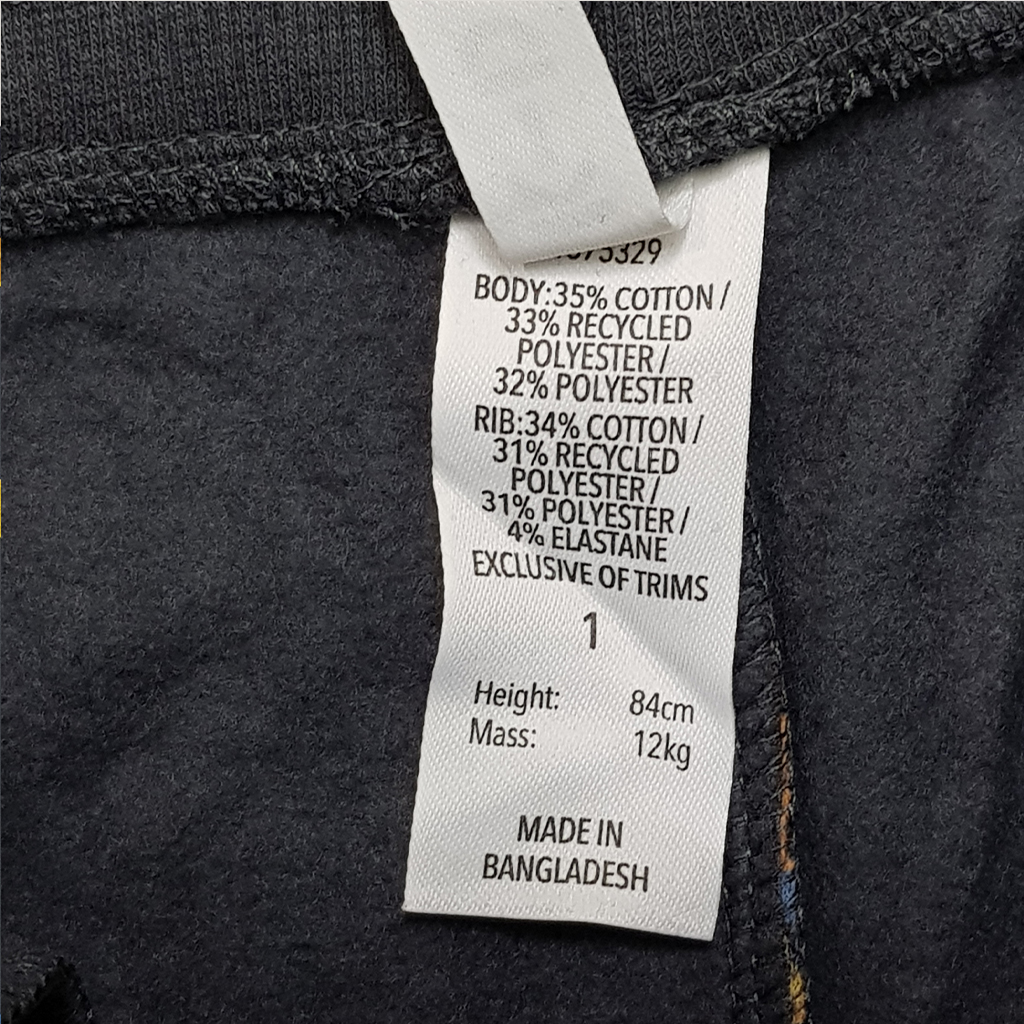 BODY:35% COTTON /
33% RECYCLED
POLYESTER /
32% POLYESTER
RIB:34% COTTON /
31% RECYCLED
POLYESTER /
31% POLYESTER /
4% ELASTANE
EXCLUSIVE OF TRIMS
1
Height: 84cm
Mass: 12kg
MADE IN
BANGLADESH